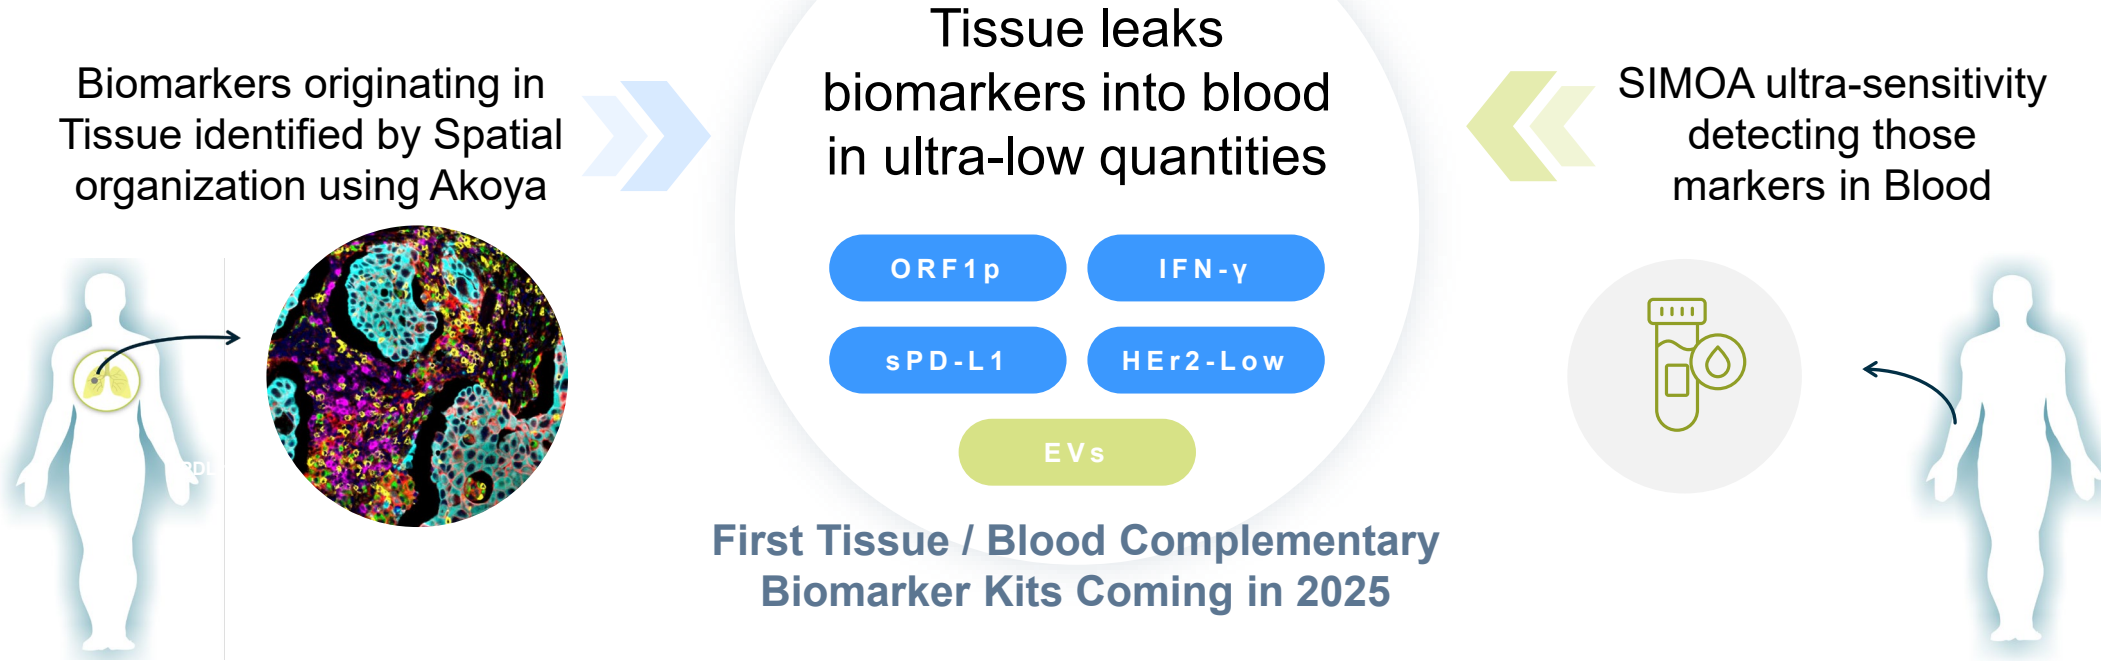 Biomarkers originating in
Tissue identified by Spatial
organization using Akoya
Tissue leaks
biomarkers into blood
in ultra-low quantities
ORF1p
IFN-γ
sPD-L1
HEr2-Low
EVs
First Tissue / Blood Complementary
Biomarker Kits Coming in 2025
SIMOA ultra-sensitivity
detecting those
markers in Blood